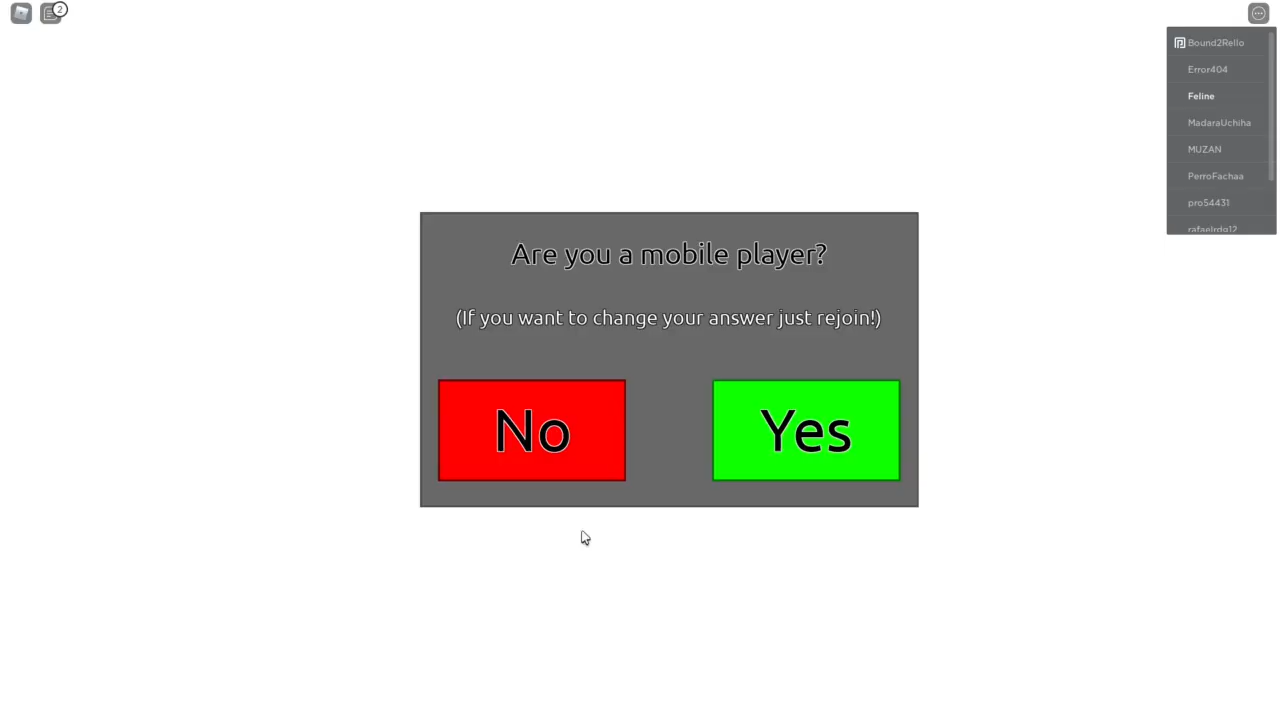 2
Bound2Rello
Error404
Feline
MadaraUchiha
MUZAN
PerroFachaa
pro54431
rafaelrdg12
Are you a mobile player?
(If you want to change your answer just rejoin!)
No
Yes